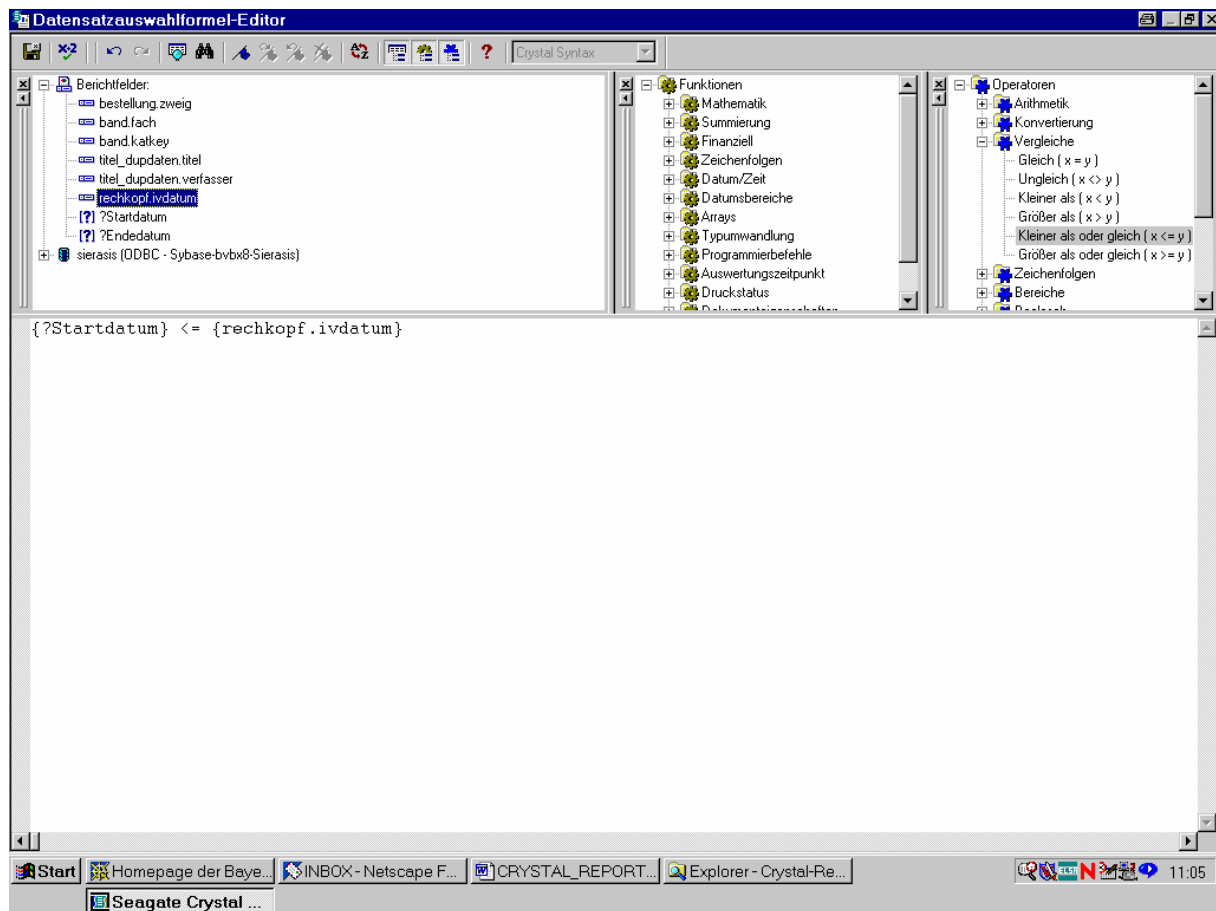 Datensatzauswahlformel-Editor
x·2
A
Z
?
Crystal Syntax
Berichtfelder:
bestellung.zweig
band.fach
band.katkey
titel_dupdaten.titel
titel_dupdaten.verfasser
rechkopf.ivdatum
[?] ?Startdatum
[?] ?Endedatum
sierasis (ODBC - Sybase-bvbx8-Sierasis)
Funktionen
Mathematik
Summierung
Finanziell
Zeichenfolgen
Datum/Zeit
Datumsbereiche
Arrays
Typumwandlung
Programmierbefehle
Auswertungszeitpunkt
Druckstatus
Operatoren
Arithmetik
Konvertierung
Vergleiche
Gleich ( x = y )
Ungleich ( x <> y )
Kleiner als ( x < y )
Größer als ( x > y )
Kleiner als oder gleich ( x <= y )
Größer als oder gleich ( x >= y )
Zeichenfolgen
Bereiche
{?Startdatum} <= {rechkopf.ivdatum}
Start
Homepage der Baye...
INBOX - Netscape F...
CRYSTAL_REPORT...
Explorer - Crystal-Re...
ELSA
N
11:05
Seagate Crystal ...